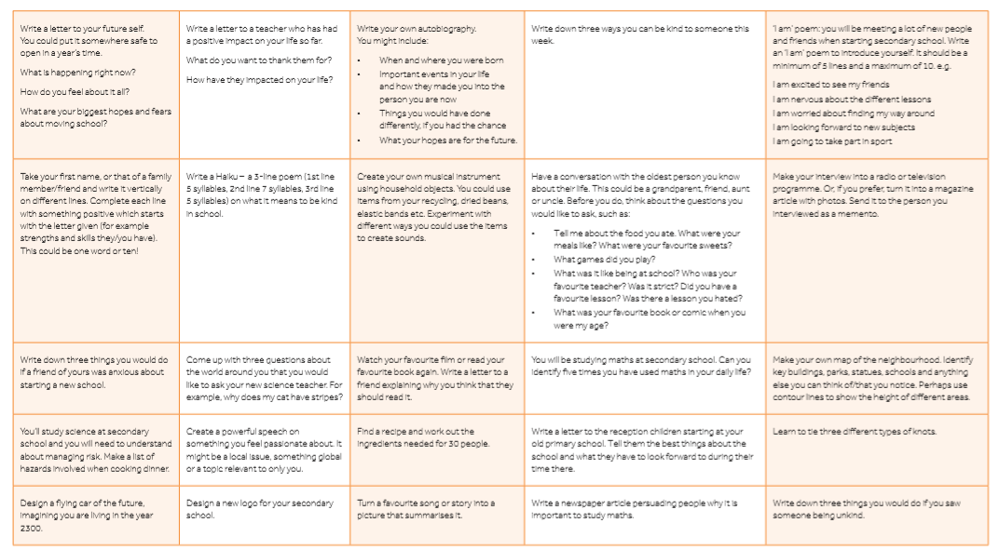 Write a letter to your future self.
You could put it somewhere safe to
open in a year's time.
What is happening right now?
How do you feel about it all?
What are your biggest hopes and fears
about moving school?
Write a letter to a teacher who has had
a positive impact on your life so far.
What do you want to thank them for?
How have they impacted on your life?
Write your own autobiography.
You might include:
• When and where you were born
• Important events in your life
and how they made you into the
person you are now
• Things you would have done
differently, if you had the chance
• What your hopes are for the future.
Write down three ways you can be kind to someone this
week.
'I am' poem: you will be meeting a lot of new people
and friends when starting secondary school. Write
an 'I am' poem to introduce yourself. It should be a
minimum of 5 lines and a maximum of 10. e.g.
I am excited to see my friends
I am nervous about the different lessons
I am worried about finding my way around
I am looking forward to new subjects
I am going to take part in sport
Take your first name, or that of a family
member/friend and write it vertically
on different lines. Complete each line
with something positive which starts
with the letter given (for example
strengths and skills they/you have).
This could be one word or ten!
Write a Haiku – a 3-line poem (1st line
5 syllables, 2nd line 7 syllables, 3rd line
5 syllables) on what it means to be kind
in school.
Create your own musical instrument
using household objects. You could use
items from your recycling, dried beans,
elastic bands etc. Experiment with
different ways you could use the items
to create sounds.
Have a conversation with the oldest person you know
about their life. This could be a grandparent, friend, aunt
or uncle. Before you do, think about the questions you
would like to ask, such as:
• Tell me about the food you ate. What were your
meals like? What were your favourite sweets?
• What games did you play?
• What was it like being at school? Who was your
favourite teacher? Was it strict? Did you have a
favourite lesson? Was there a lesson you hated?
• What was your favourite book or comic when you
were my age?
Make your interview into a radio or television
programme. Or, if you prefer, turn it into a magazine
article with photos. Send it to the person you
interviewed as a memento.
Write down three things you would do
if a friend of yours was anxious about
starting a new school.
Come up with three questions about
the world around you that you would
like to ask your new science teacher. For
example, why does my cat have stripes?
Watch your favourite film or read your
favourite book again. Write a letter to a
friend explaining why you think that they
should read it.
You will be studying maths at secondary school. Can you
identify five times you have used maths in your daily life?
Make your own map of the neighbourhood. Identify
key buildings, parks, statues, schools and anything
else you can think of/that you notice. Perhaps use
contour lines to show the height of different areas.
You'll study science at secondary
school and you will need to understand
about managing risk. Make a list of
hazards involved when cooking dinner.
Create a powerful speech on
something you feel passionate about. It
might be a local issue, something global
or a topic relevant to only you.
Find a recipe and work out the
ingredients needed for 30 people.
Write a letter to the reception children starting at your
old primary school. Tell them the best things about the
school and what they have to look forward to during their
time there.
Learn to tie three different types of knots.
Design a flying car of the future,
imagining you are living in the year
2300.
Design a new logo for your secondary
school.
Turn a favourite song or story into a
picture that summarises it.
Write a newspaper article persuading people why it is
important to study maths.
Write down three things you would do if you saw
someone being unkind.